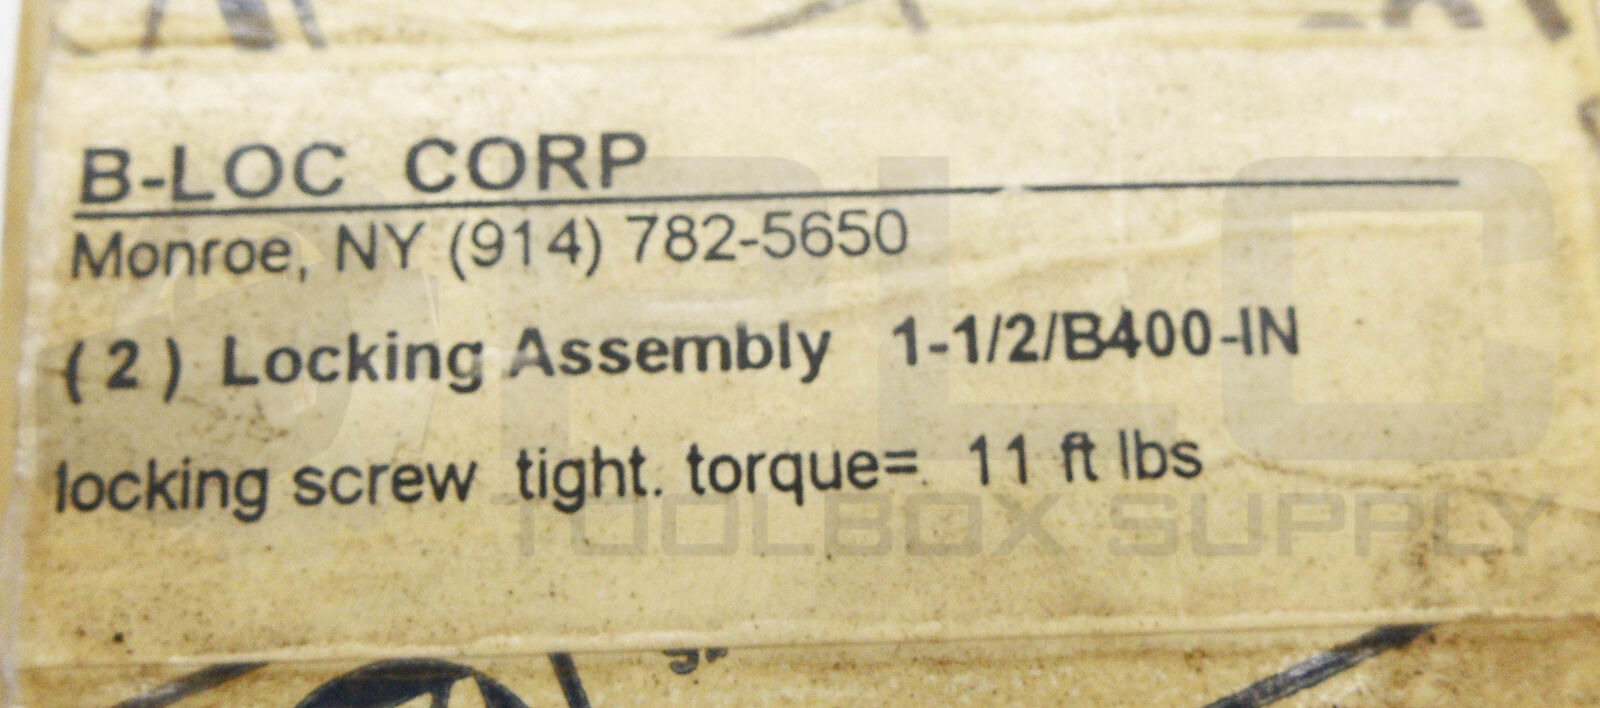 B-LOC CORP
Monroe, NY (914) 782-5650
(2) Locking Assembly 1-1/2/B400-IN
locking screw tight. torque= 11 ft lbs
PLC
TOOLBOX SUPPLY